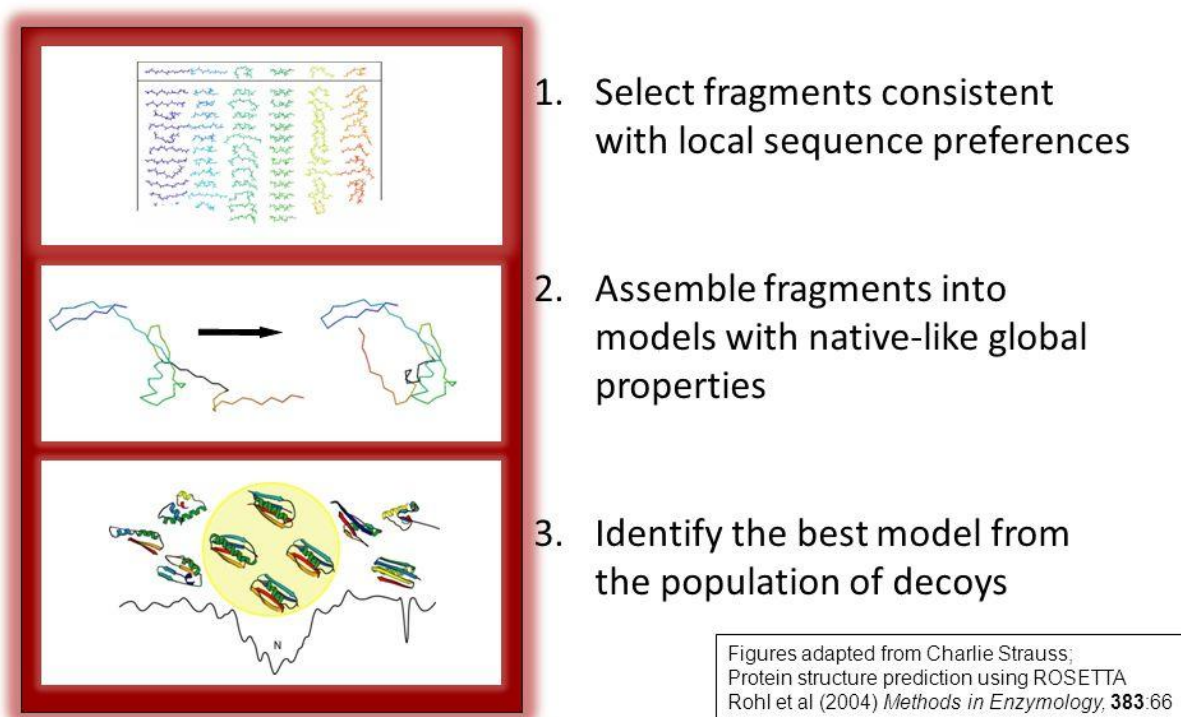 1. Select fragments consistent
with local sequence preferences
2. Assemble fragments into
models with native-like global
properties
3. Identify the best model from
the population of decoys
N
Figures adapted from Charlie Strauss;
Protein structure prediction using ROSETTA
Rohl et al (2004) Methods in Enzymology, 383:66